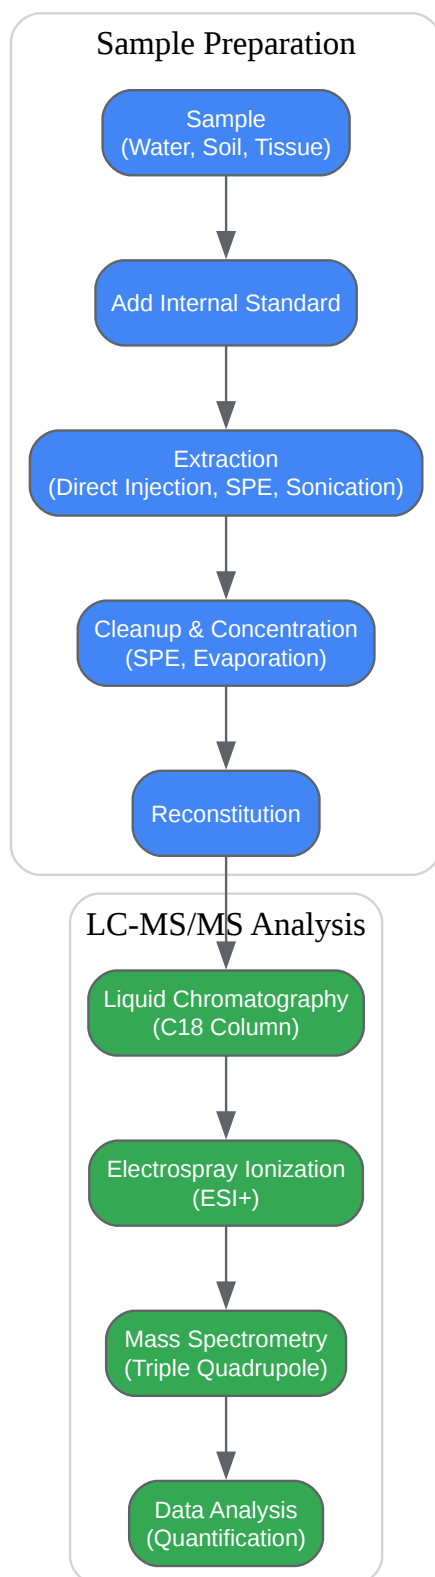 Sample Preparation
Sample
(Water, Soil, Tissue)
Add Internal Standard
Extraction
(Direct Injection, SPE, Sonication)
Cleanup & Concentration
(SPE, Evaporation)
Reconstitution
LC-MS/MS Analysis
Liquid Chromatography
(C18 Column)
Electrospray Ionization
(ESI+)
Mass Spectrometry
(Triple Quadrupole)
Data Analysis
(Quantification)